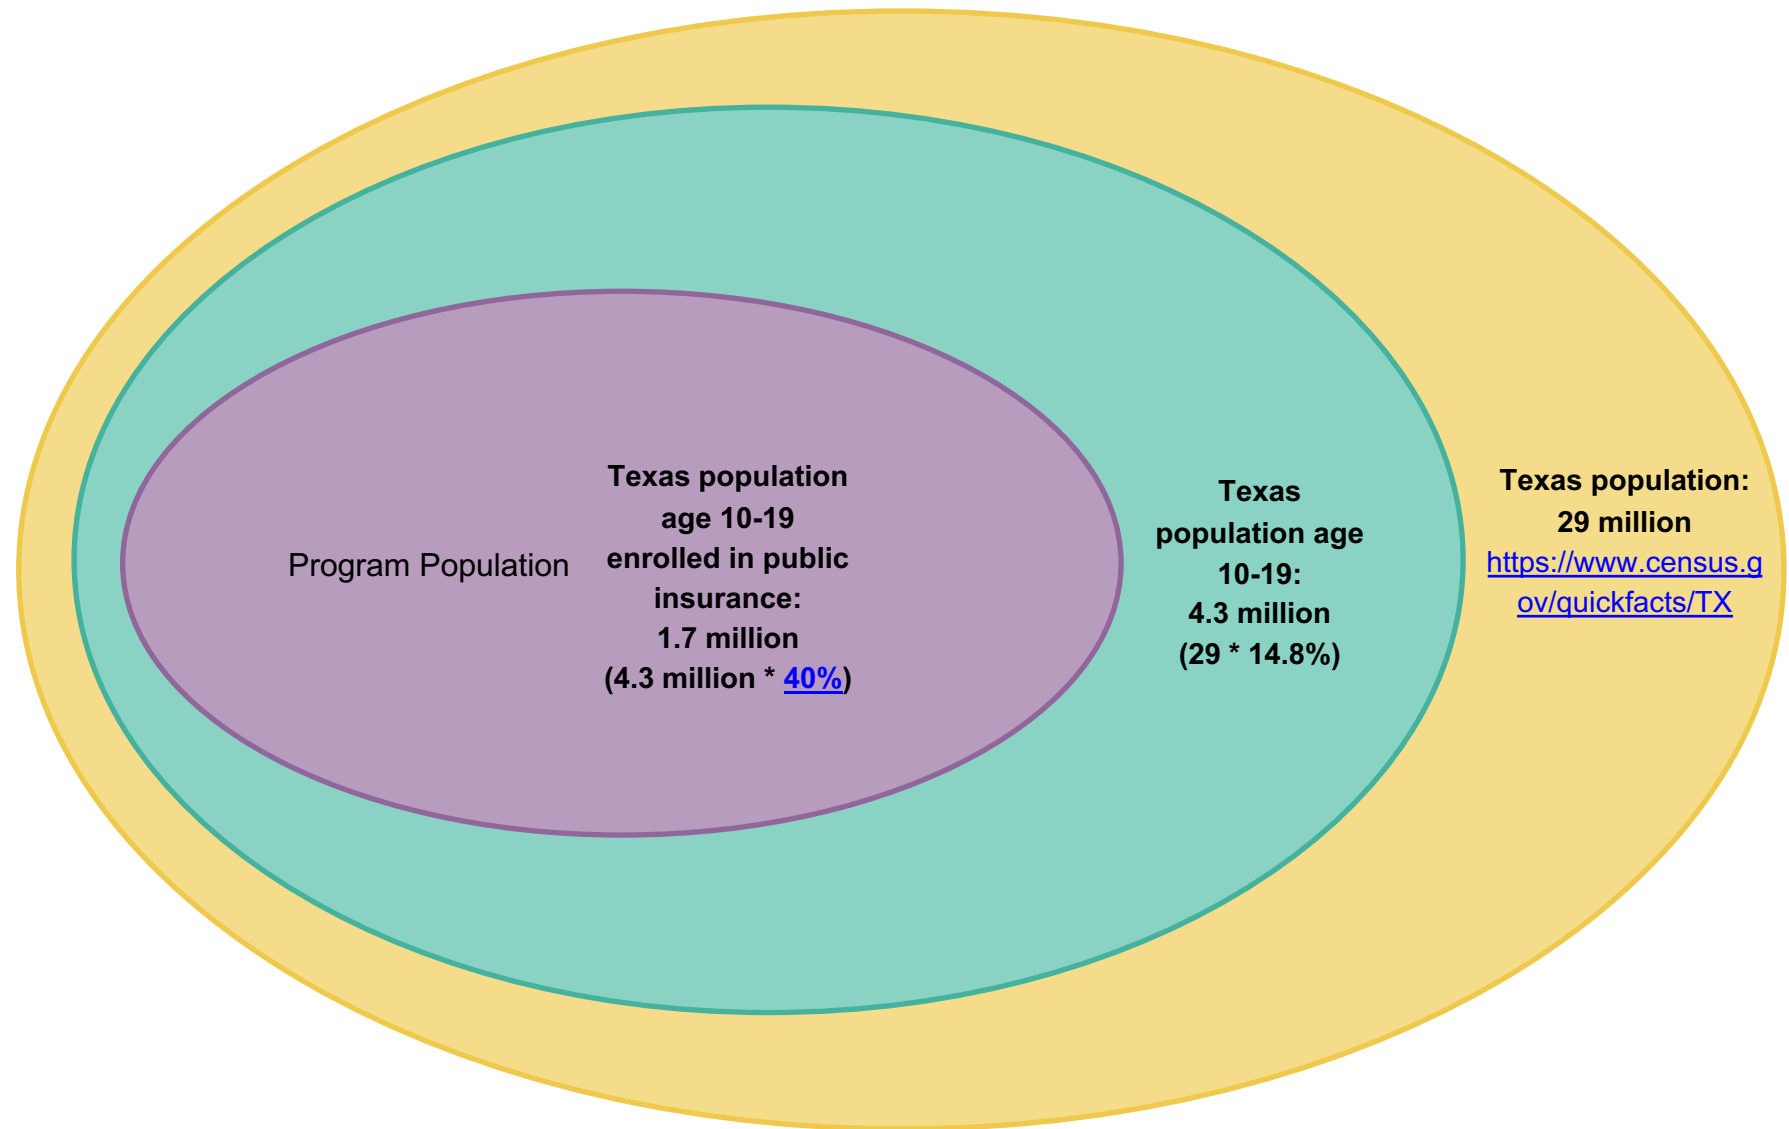 Program Population
Texas population
age 10-19
enrolled in public
insurance:
1.7 million
(4.3 million * 40%)
Texas
population age
10-19:
4.3 million
(29 * 14.8%)
Texas population:
29 million
https://www.census.g
ov/quickfacts/TX